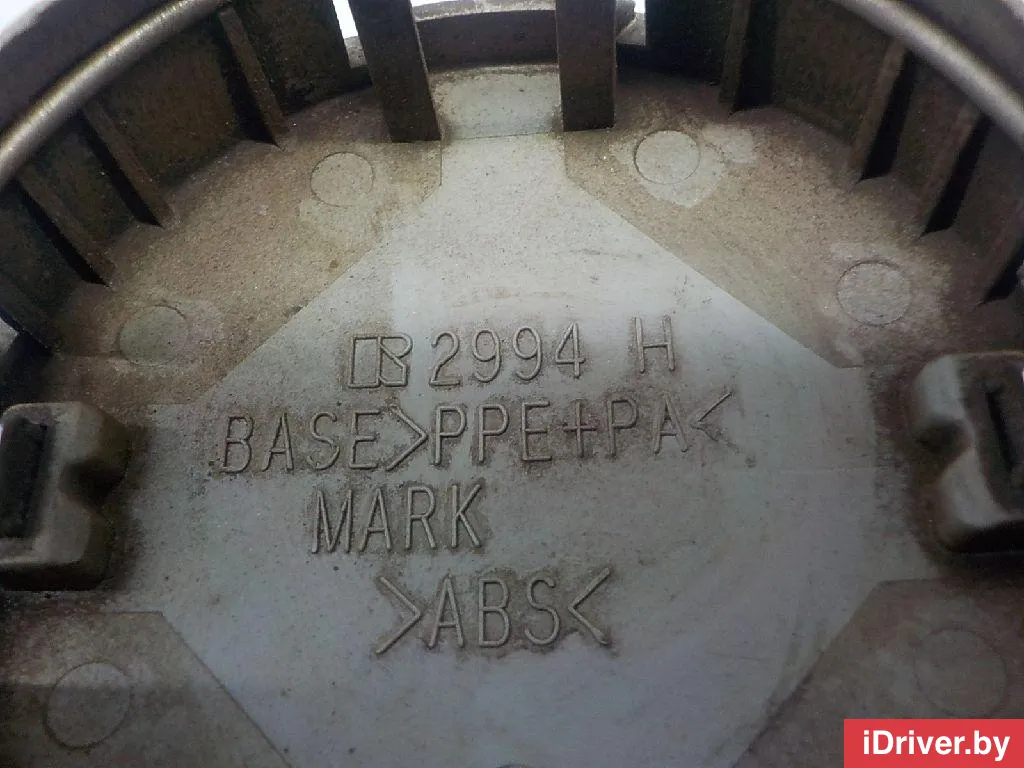 2994 H
BASE>PPE+PA<
MARK
>ABS<
iDriver.by